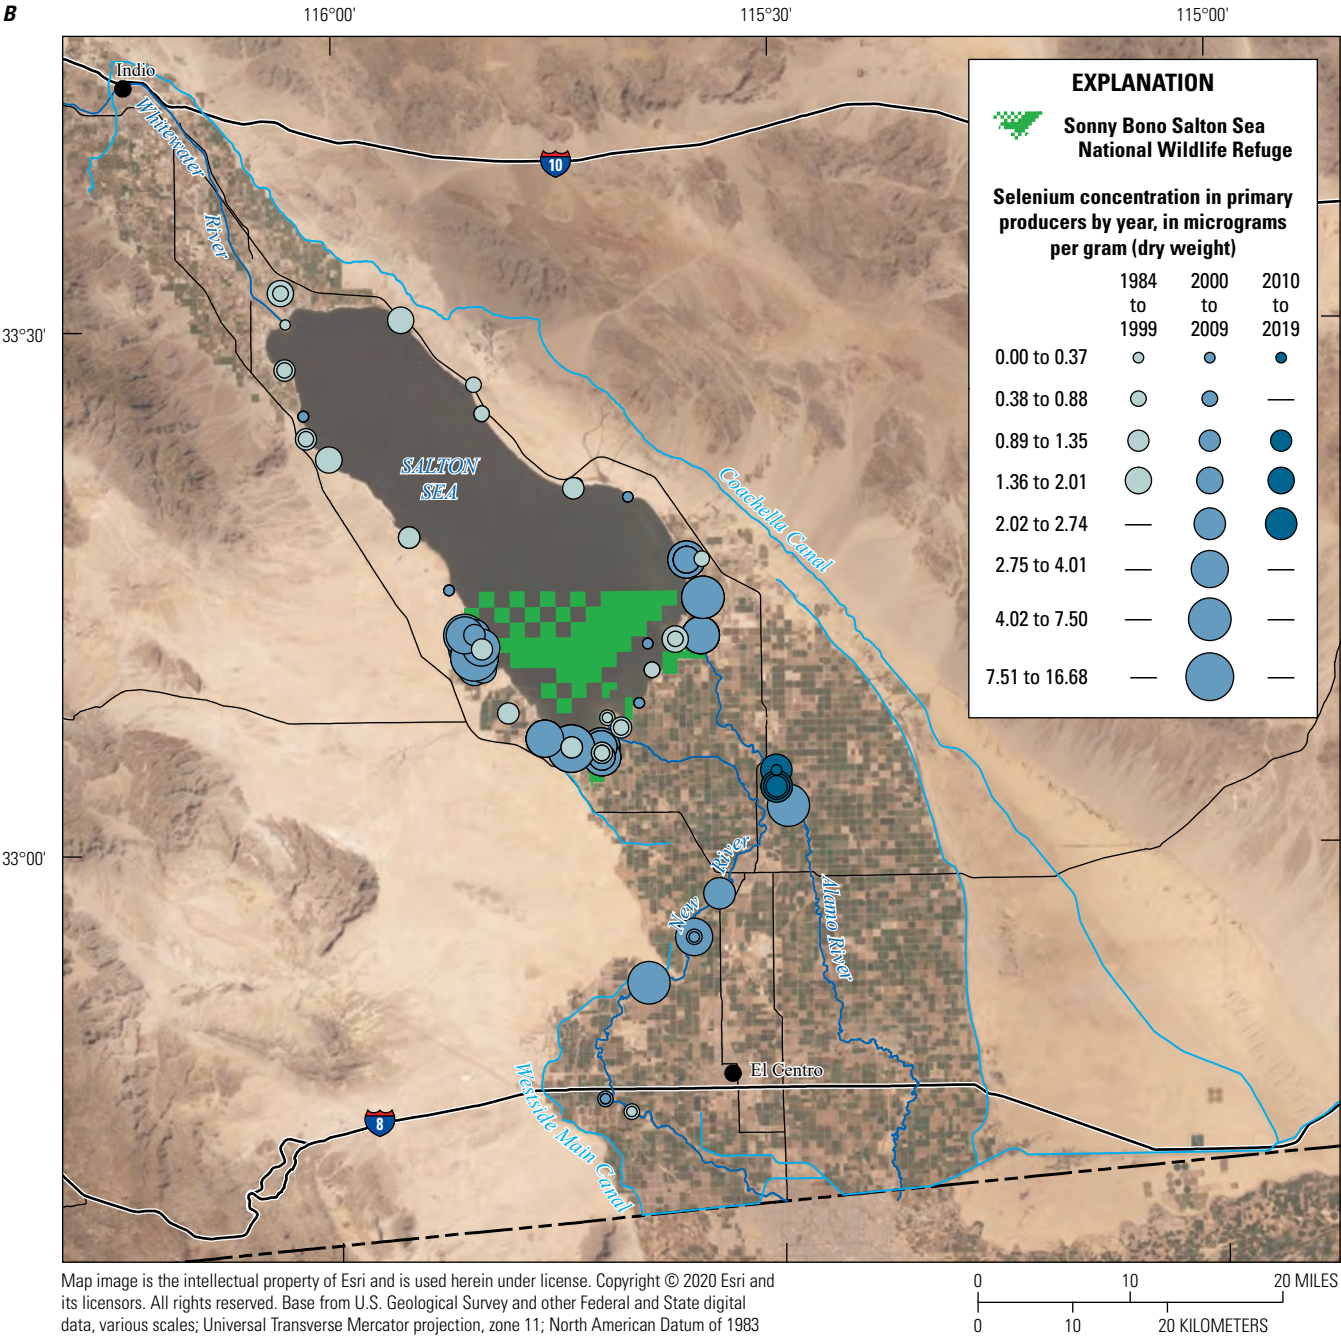 B
116°00'
115°30'
115°00'
Indio
Whitewater
River
10
EXPLANATION
Sonny Bono Salton Sea
National Wildlife Refuge
Selenium concentration in primary
producers by year, in micrograms
per gram (dry weight)
1984 2000 2010
to to to
1999 2009 2019
0.00 to 0.37
0.38 to 0.88 —
0.89 to 1.35
1.36 to 2.01
2.02 to 2.74 —
2.75 to 4.01 — —
4.02 to 7.50 — —
7.51 to 16.68 — —
33°30'
SALTON
SEA
Coachella Canal
33°00'
New River
Alamo River
El Centro
Westside Main Canal
8
Map image is the intellectual property of Esri and is used herein under license. Copyright © 2020 Esri and
its licensors. All rights reserved. Base from U.S. Geological Survey and other Federal and State digital
data, various scales; Universal Transverse Mercator projection, zone 11; North American Datum of 1983
0 10 20 MILES
0 10 20 KILOMETERS